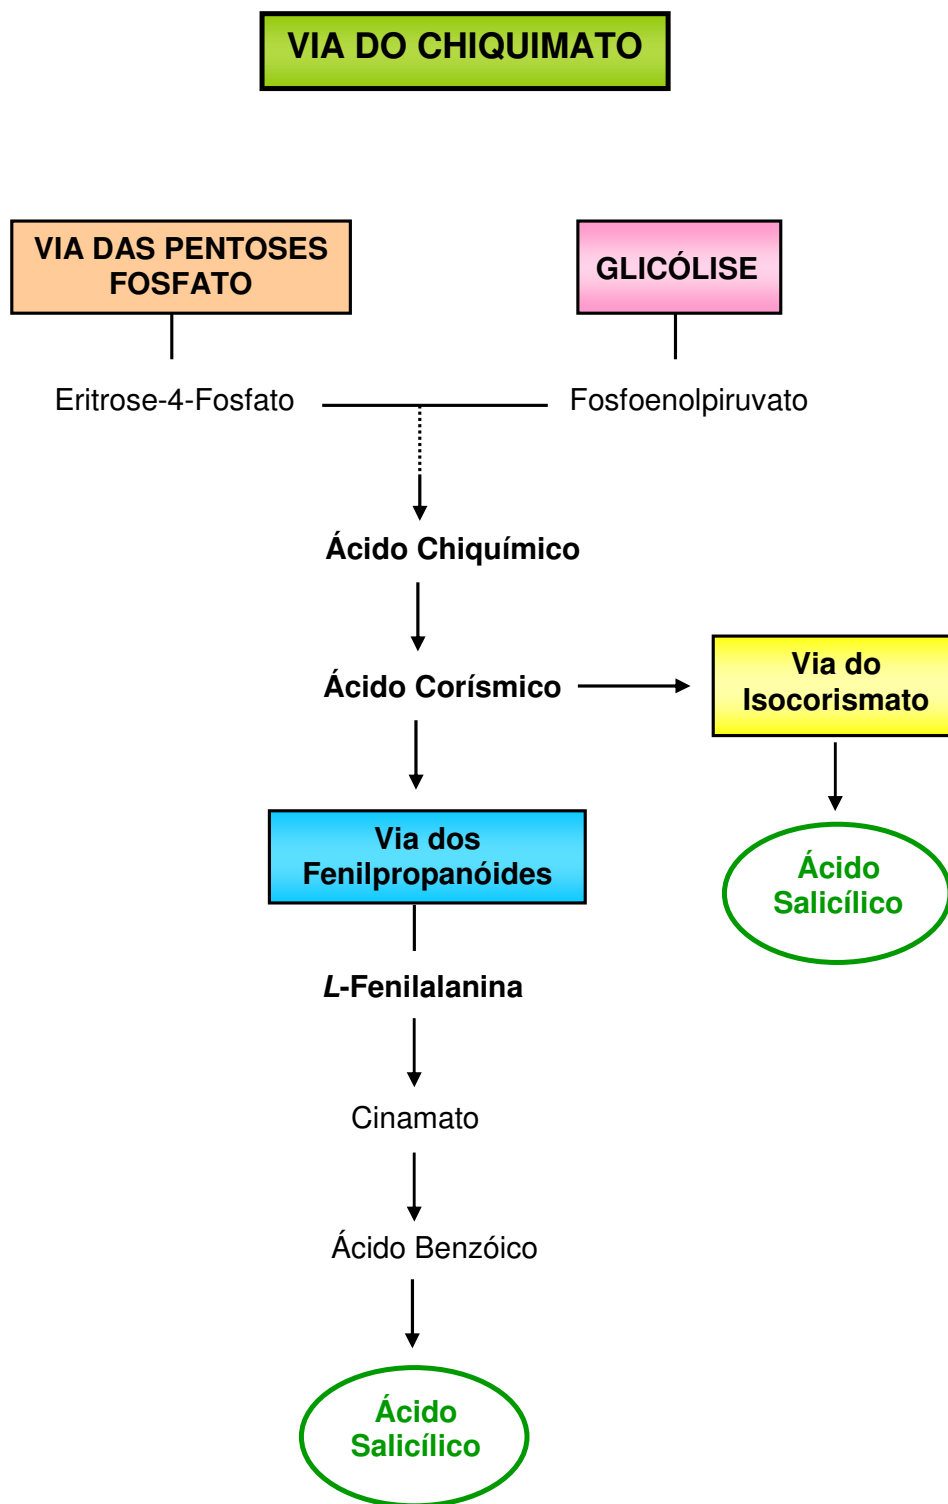 VIA DO CHIQUIMATO
VIA DAS PENTOSES
FOSFATO
GLICÓLISE
Eritrose-4-Fosfato
Fosfoenolpiruvato
Ácido Chiquímico
Ácido Corísmico
Via do
Isocorismato
Via dos
Fenilpropanóides
Ácido
Salicílico
L-Fenilalanina
Cinamato
Ácido Benzóico
Ácido
Salicílico